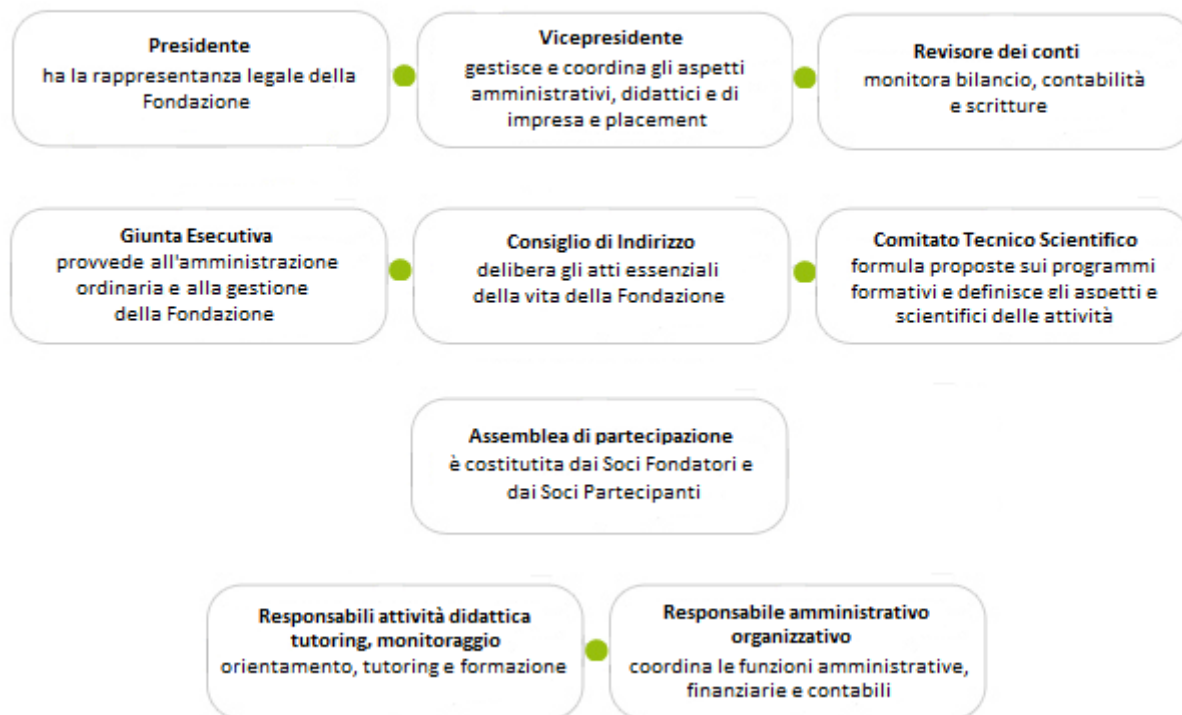 Presidente
ha la rappresentanza legale della
Fondazione
Vicepresidente
gestisce e coordina gli aspetti
amministrativi, didattici e di
impresa e placement
Revisore dei conti
monitora bilancio, contabilità
e scritture
Giunta Esecutiva
provvede all'amministrazione
ordinaria e alla gestione
della Fondazione
Consiglio di Indirizzo
delibera gli atti essenziali
della vita della Fondazione
Comitato Tecnico Scientifico
formula proposte sui programmi
formativi e definisce gli aspetti e
scientifici delle attività
Assemblea di partecipazione
è costitutita dai Soci Fondatori e
dai Soci Partecipanti
Responsabili attività didattica
tutoring, monitoraggio
orientamento, tutoring e formazione
Responsabile amministrativo
organizzativo
coordina le funzioni amministrative,
finanziarie e contabili